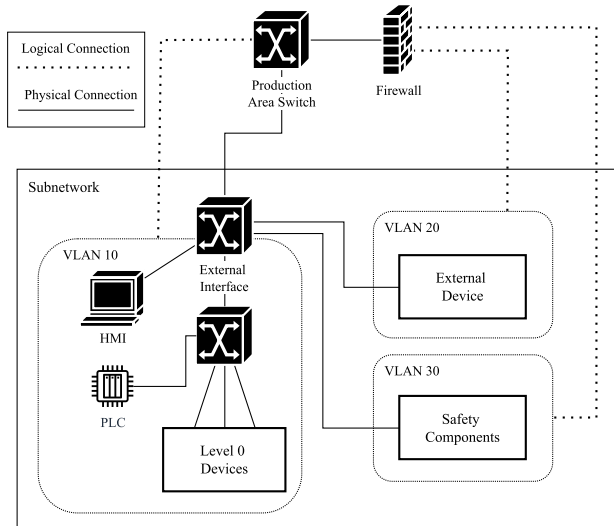 Logical Connection
Physical Connection
Production
Area Switch
Firewall
Subnetwork
VLAN 10
External
Interface
HMI
PLC
Level 0
Devices
VLAN 20
External
Device
VLAN 30
Safety
Components